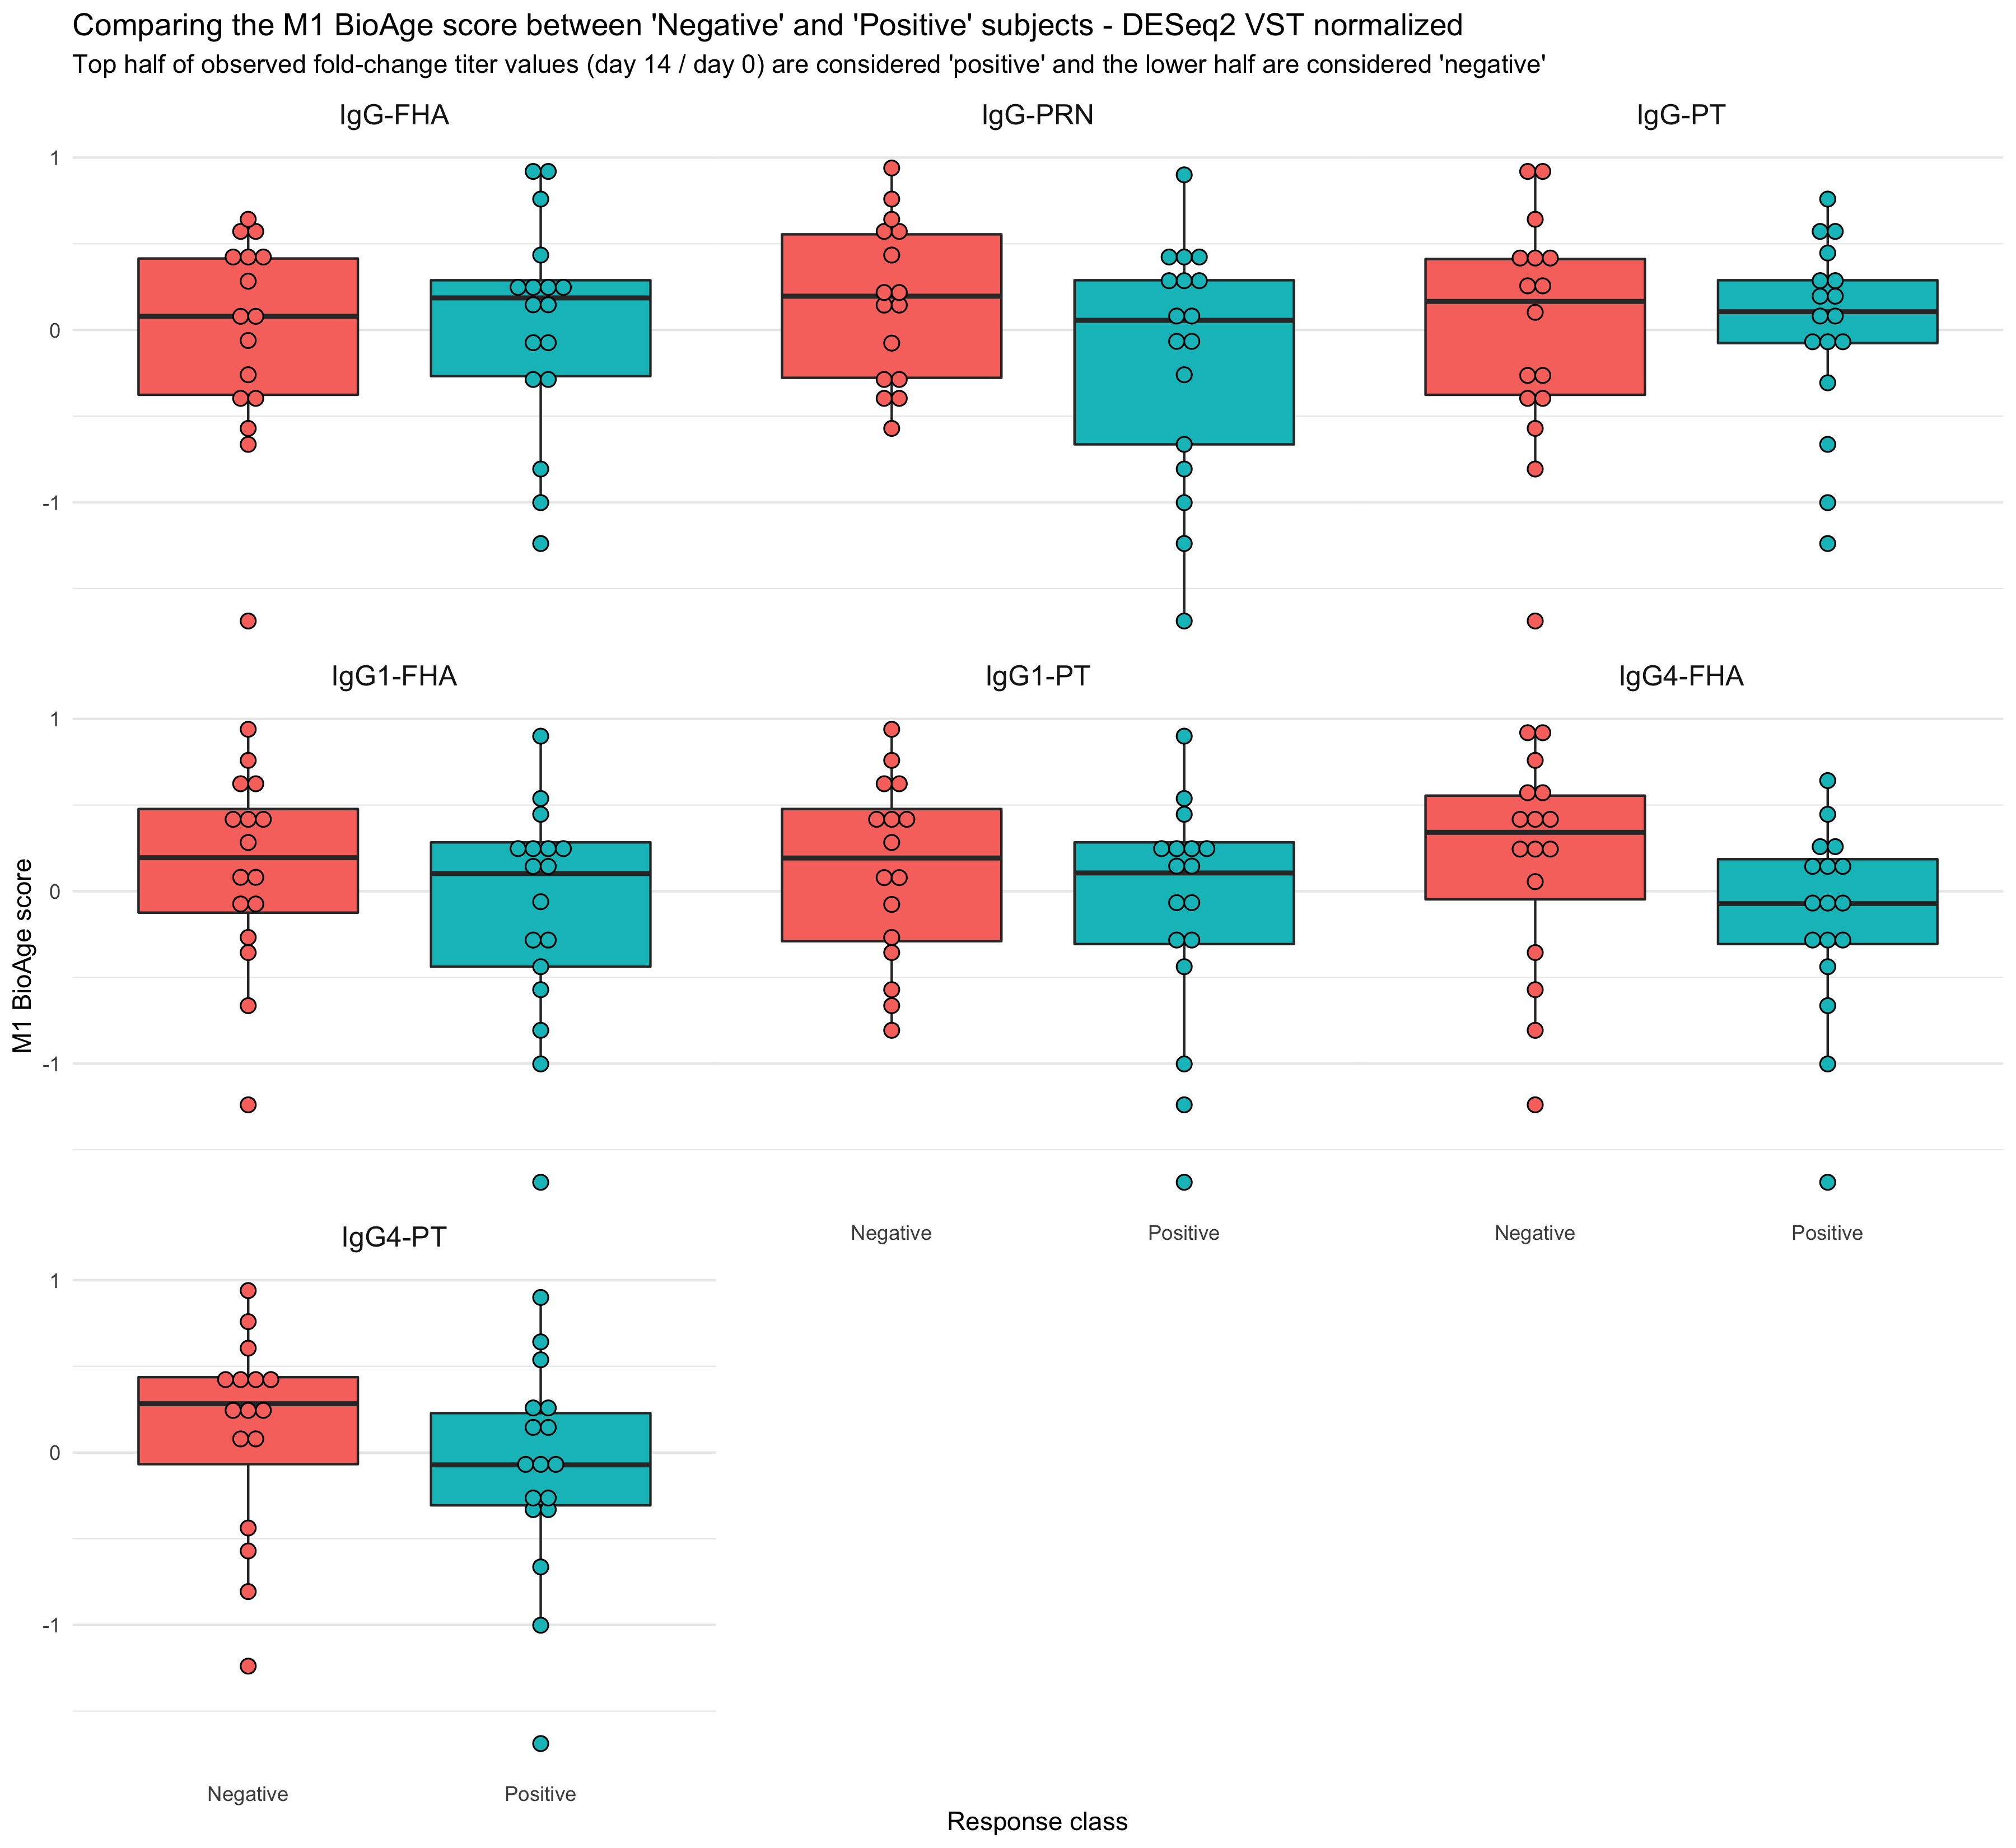 Comparing the M1 BioAge score between 'Negative' and 'Positive' subjects - DESeq2 VST normalized
Top half of observed fold-change titer values (day 14 / day 0) are considered 'positive' and the lower half are considered 'negative'
IgG-FHA IgG-PRN IgG-PT
1
0
-1
IgG1-FHA IgG1-PT IgG4-FHA
1
0
-1
M1 BioAge score
Negative Positive Negative Positive
IgG4-PT
1
0
-1
Negative Positive
Response class